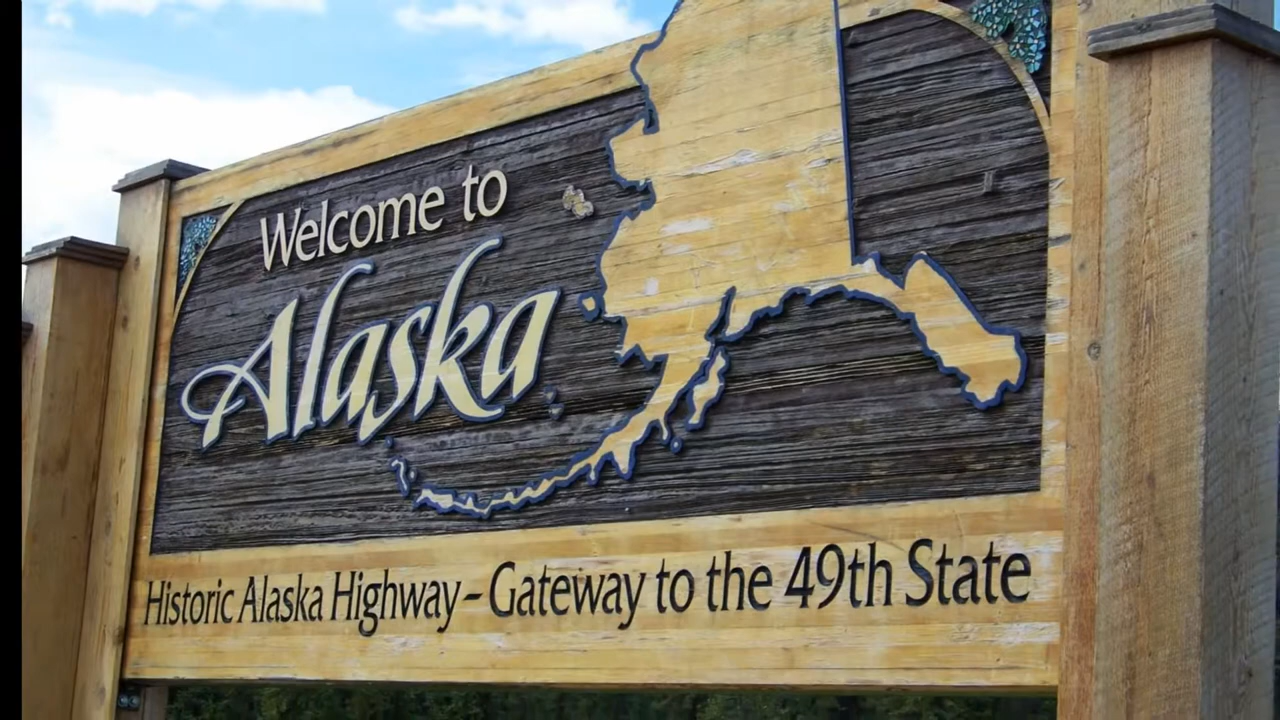 Welcome to
Alaska
Historic Alaska Highway – Gateway to the 49th State